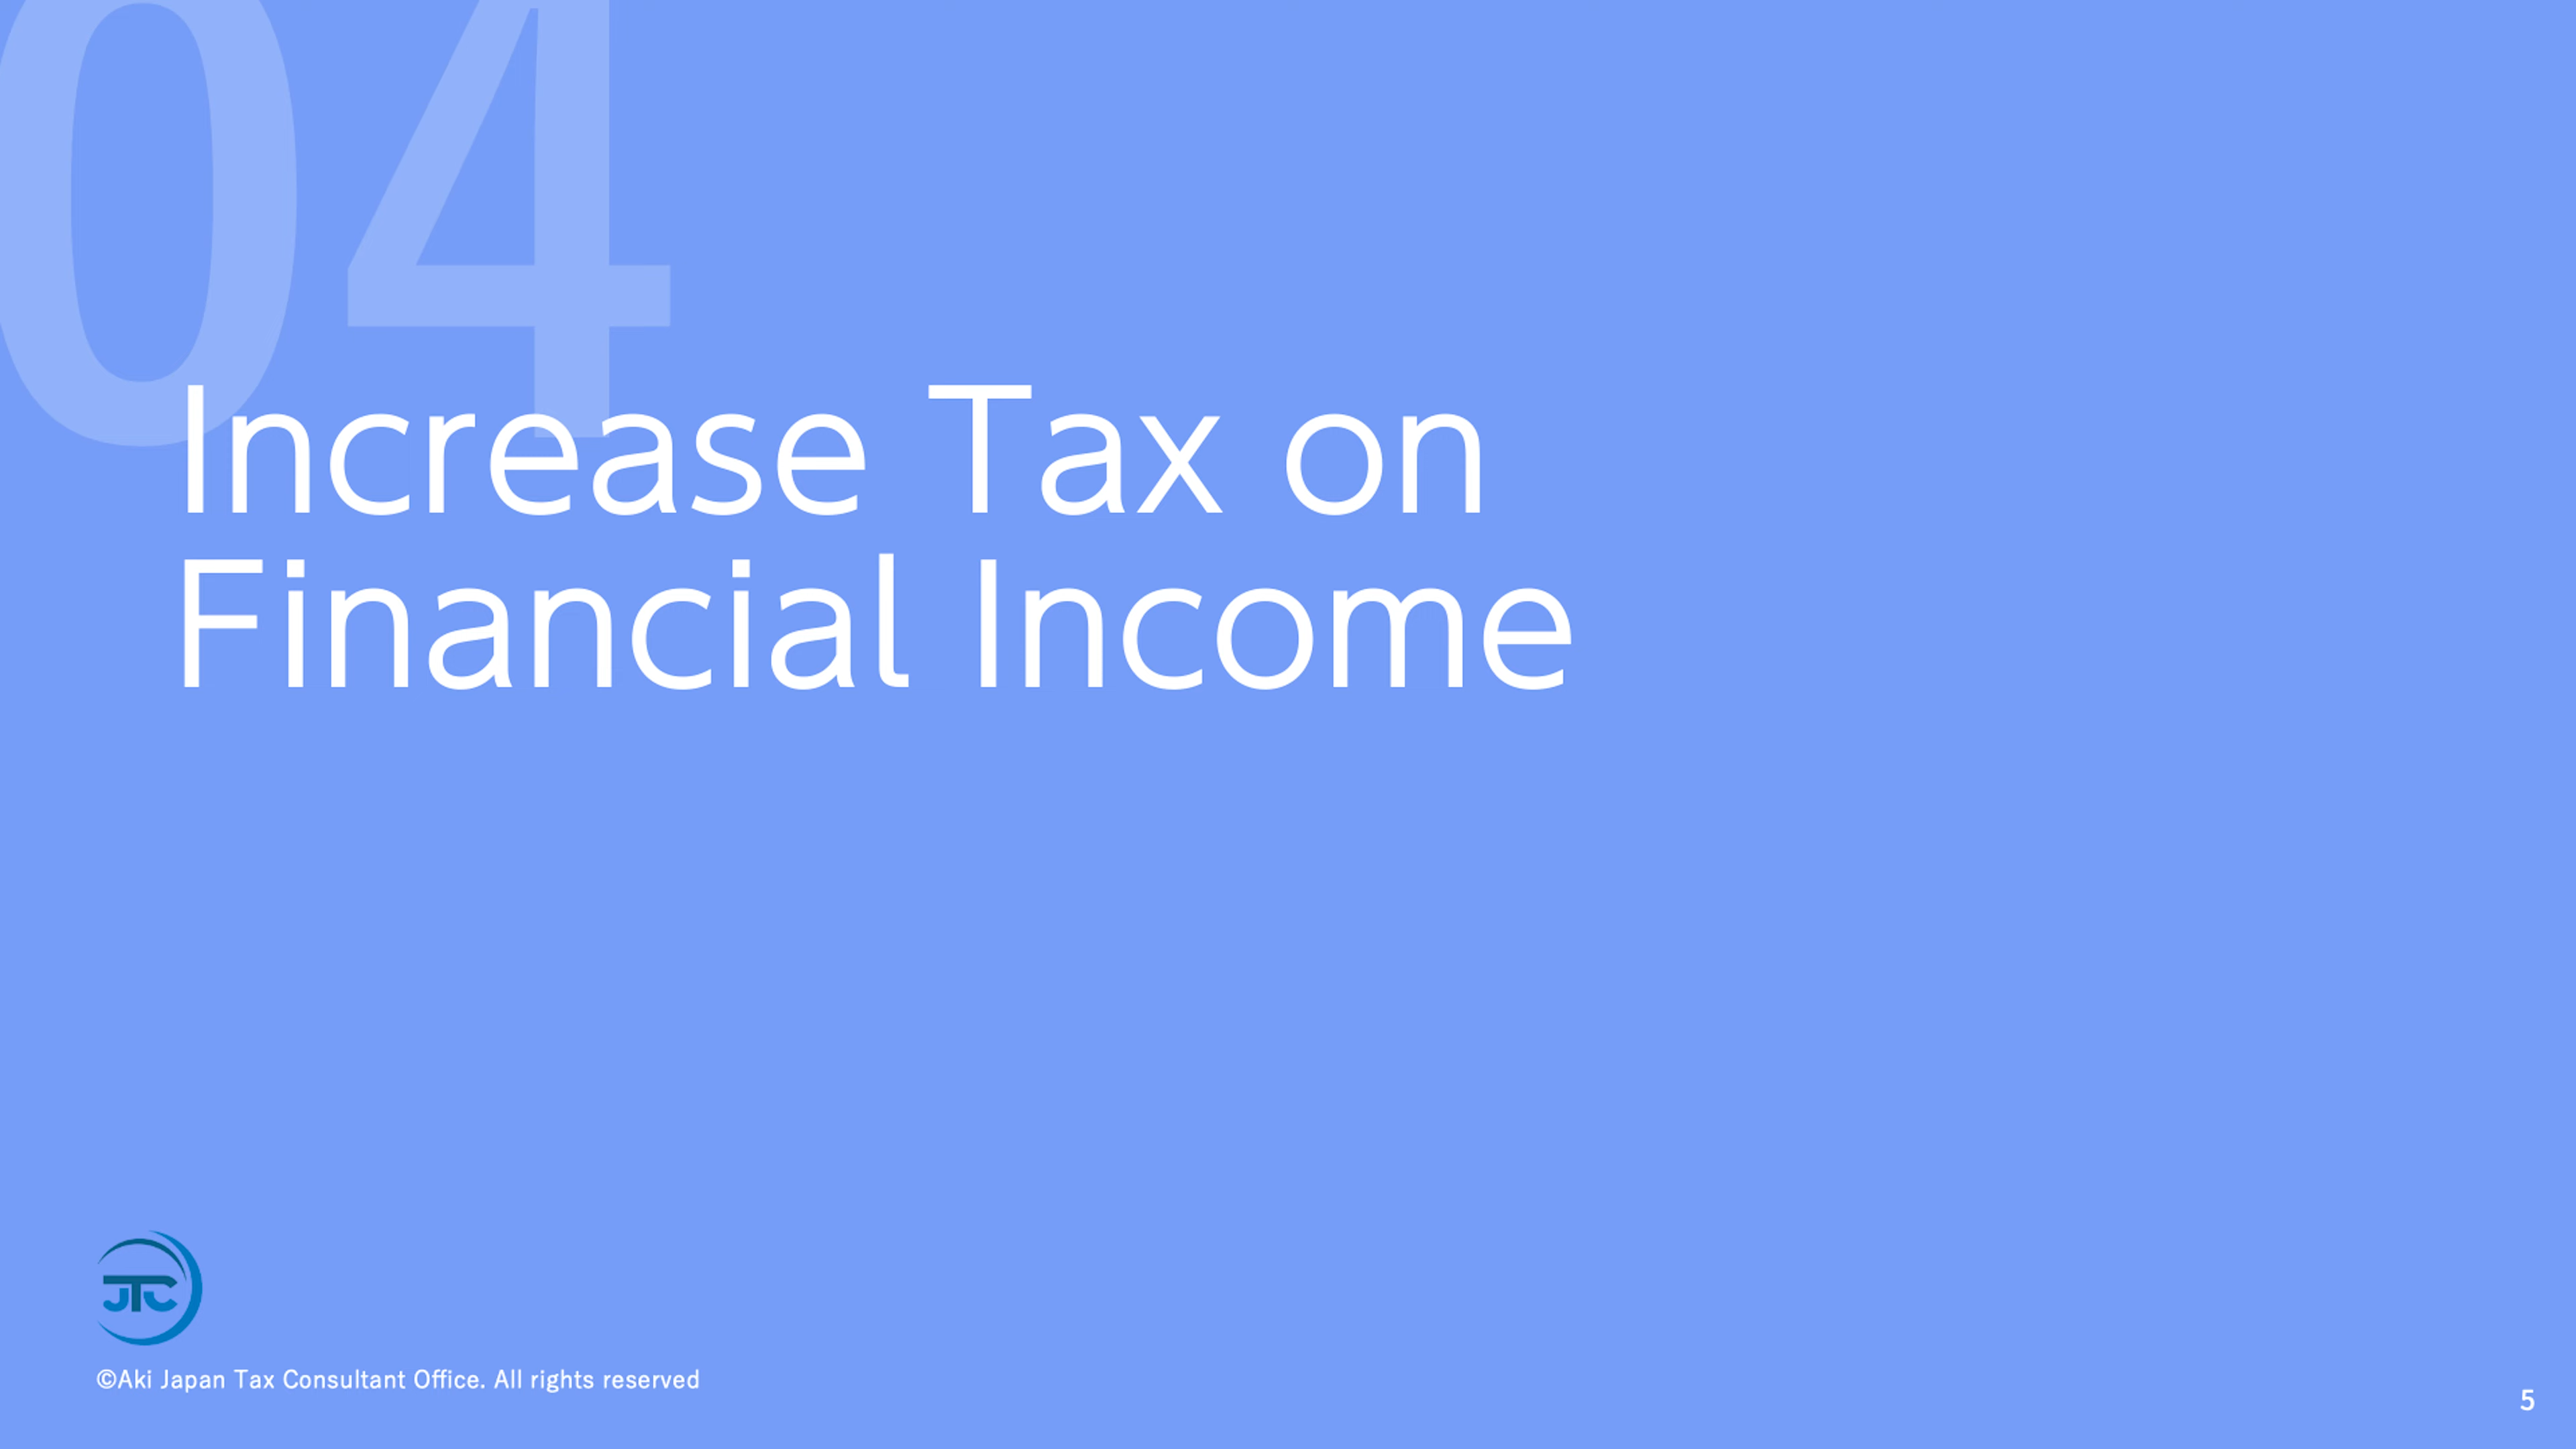 04
Increase Tax on
Financial Income
JTC
©Aki Japan Tax Consultant Office. All rights reserved
5